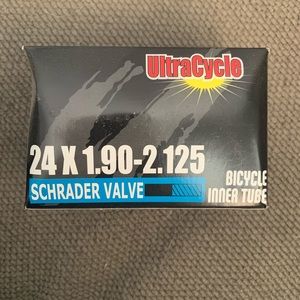 UltraCycle
24 X 1.90-2.125
SCHRADER VALVE
BICYCLE
INNER TUBE